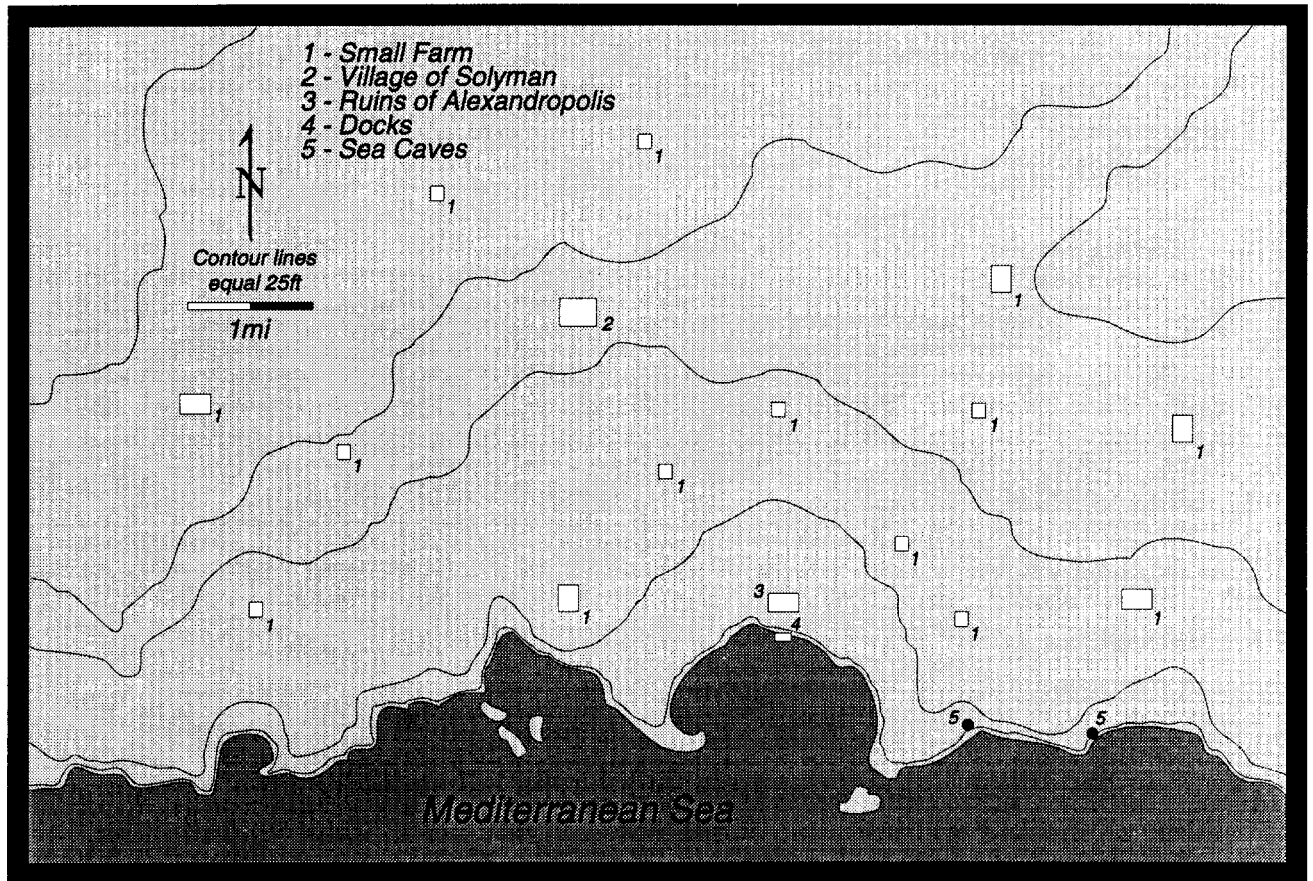 1 - Small Farm
2 - Village of Solyman
3 - Ruins of Alexandropolis
4 - Docks
5 - Sea Caves
1
N
1
Contour lines
equal 25ft
1
2
1mi
1
1
1
1
1
1
1
3
1
1
4
1
1
5
5
Mediterranean Sea